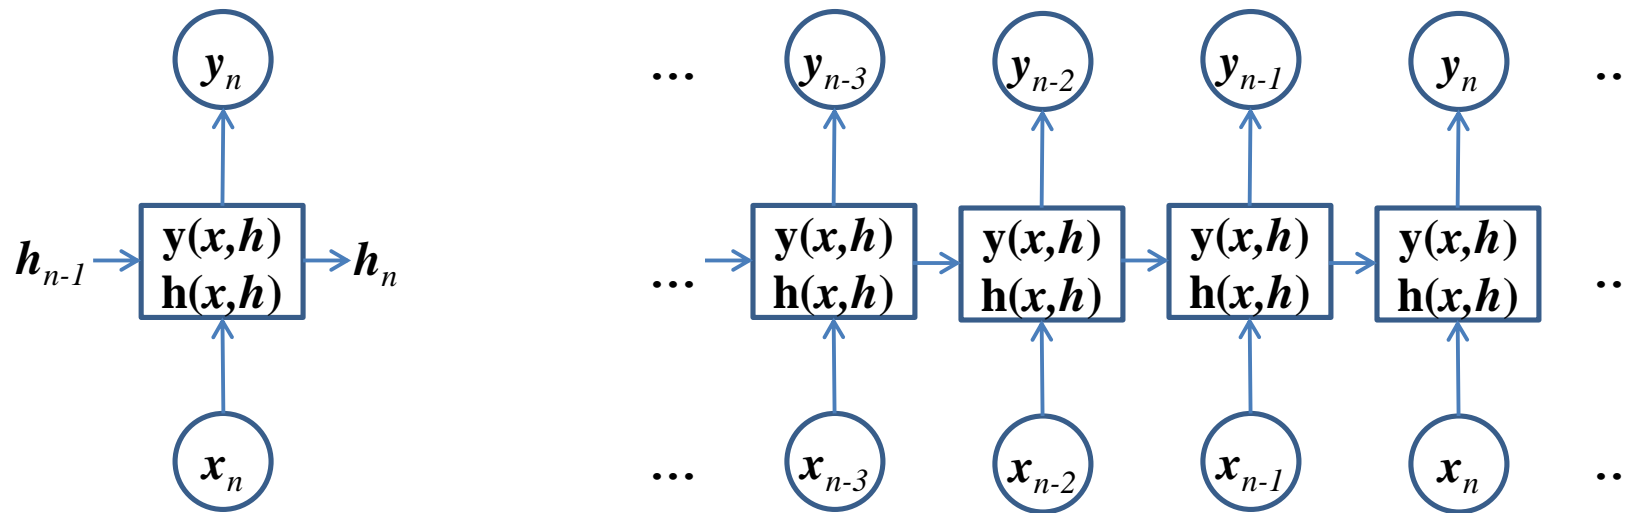 yn ... yn-3 yn-2 yn-1 yn ..
y(x,h) y(x,h) y(x,h) y(x,h) y(x,h)
hn-1 hn
h(x,h) ... h(x,h) h(x,h) h(x,h) h(x,h) ..
xn ... xn-3 xn-2 xn-1 xn ..